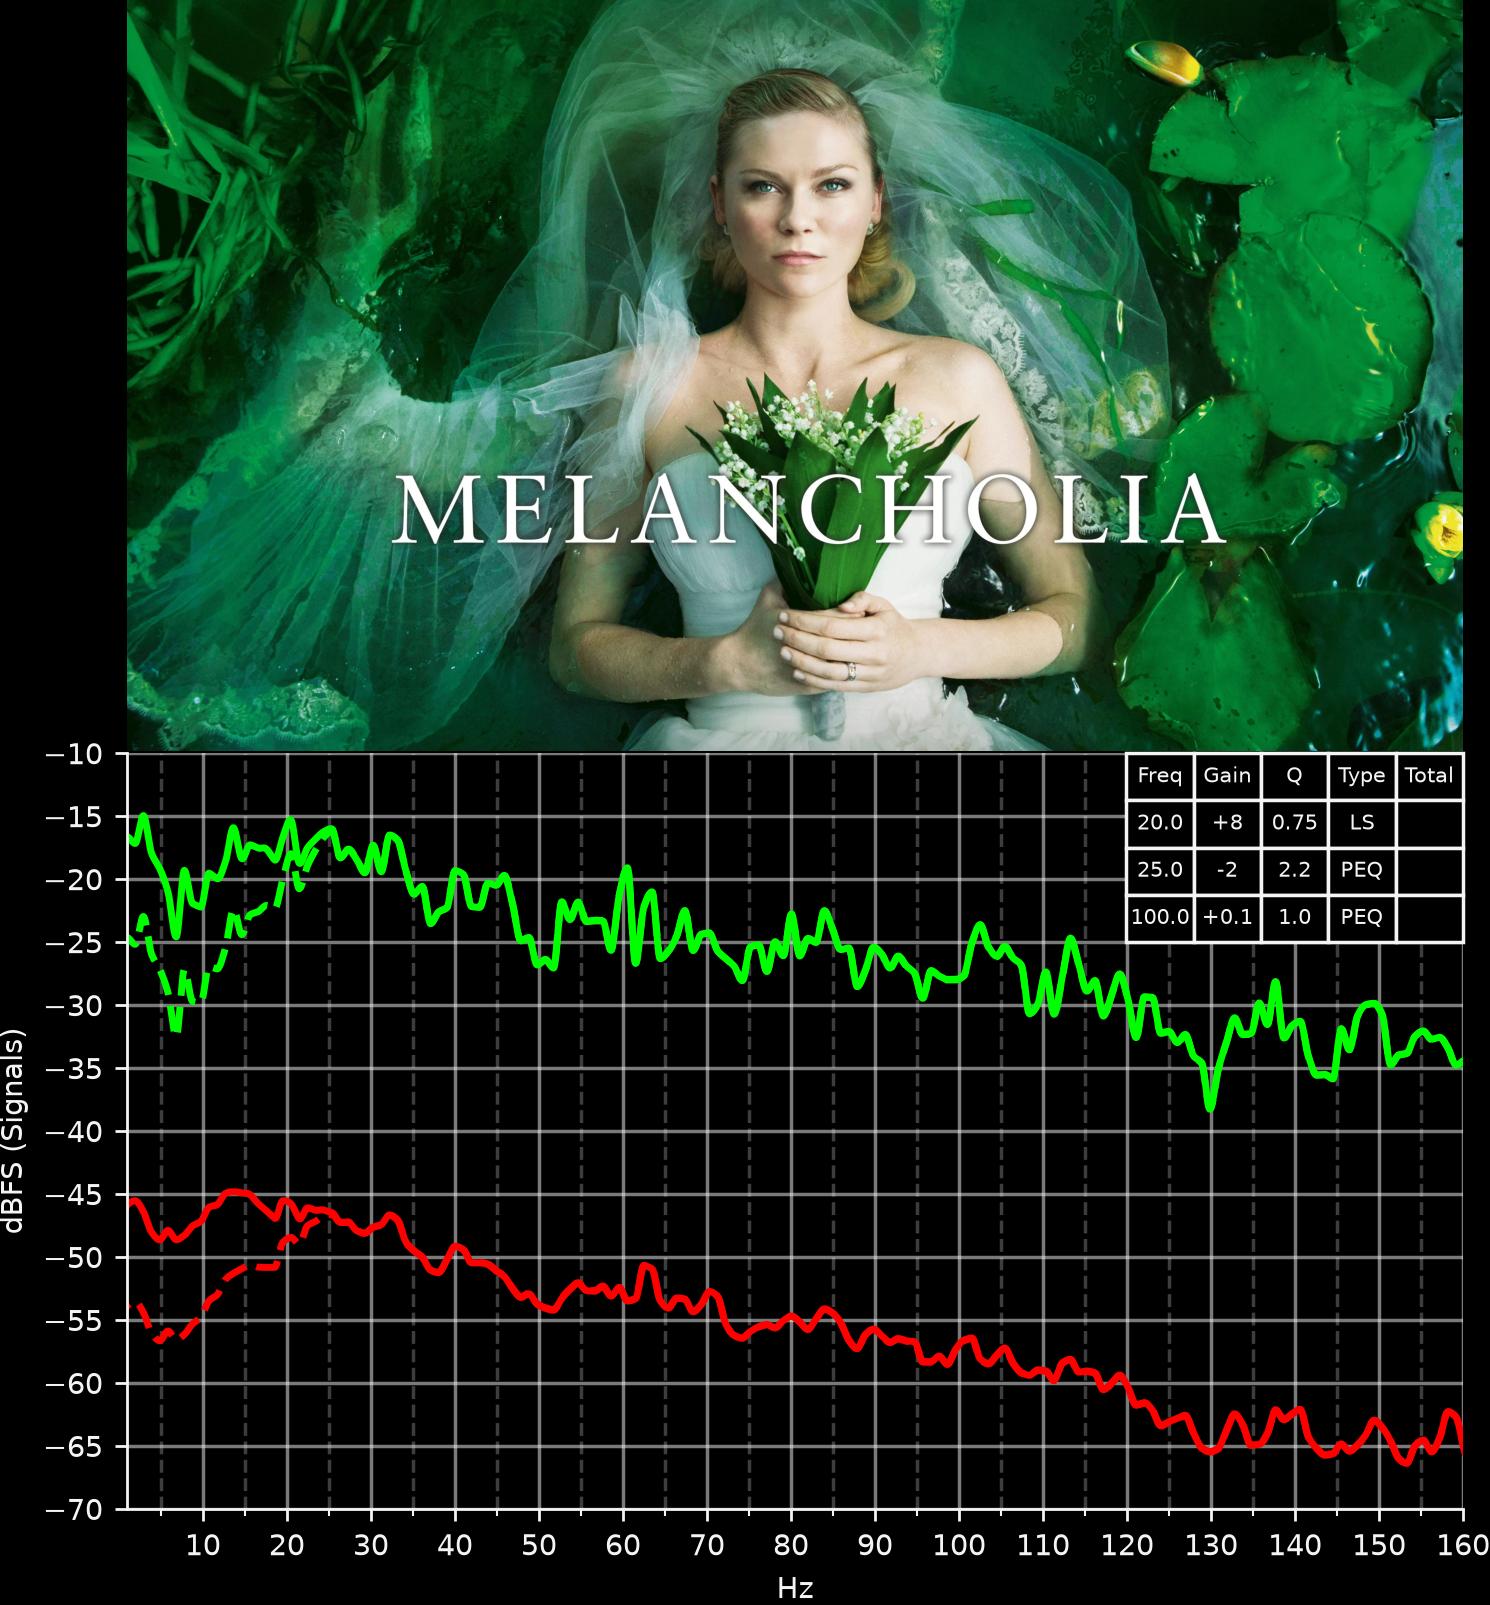 MELANCHOLIA
Freq Gain Q Type Total
20.0 +8 0.75 LS
25.0 -2 2.2 PEQ
100.0 +0.1 1.0 PEQ
−10
−15
−20
−25
−30
−35
−40
−45
−50
−55
−60
−65
−70
dBFS (Signals)
10 20 30 40 50 60 70 80 90 100 110 120 130 140 150 160
Hz